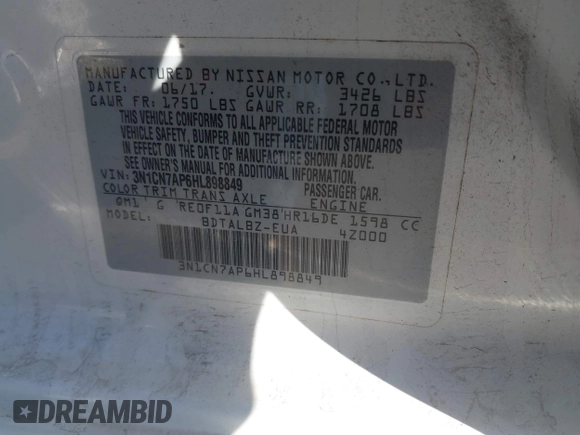 MANUFACTURED BY NISSAN MOTOR CO.,LTD.
DATE: 06/17. GVWR: 3426 LBS
GAWR FR: 1750 LBS GAWR RR: 1708 LBS
THIS VEHICLE CONFORMS TO ALL APPLICABLE FEDERAL MOTOR
VEHICLE SAFETY, BUMPER AND THEFT PREVENTION STANDARDS
IN EFFECT ON THE DATE OF MANUFACTURE SHOWN ABOVE.
SEE OWNER'S MANUAL FOR ADDITIONAL INFORMATION.
VIN: 3N1CN7AP6HL898849 PASSENGER CAR.
COLOR TRIM TRANS AXLE ENGINE
QM1 G RE0F11A GM38 HR16DE 1598 CC
MODEL: BDTALBZ-EUA 4Z000
3N1CN7AP6HL898849
DREAMBID